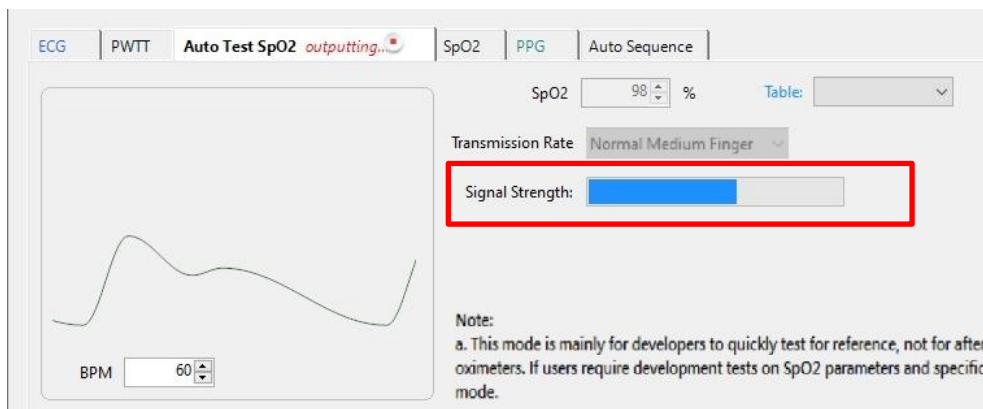 ECG PWTT Auto Test SpO2 outputting... SpO2 PPG Auto Sequence
SpO2 98 % Table:
Transmission Rate Normal Medium Finger
Signal Strength:
BPM 60
Note:
a. This mode is mainly for developers to quickly test for reference, not for after
oximeters. If users require development tests on SpO2 parameters and specific
mode.